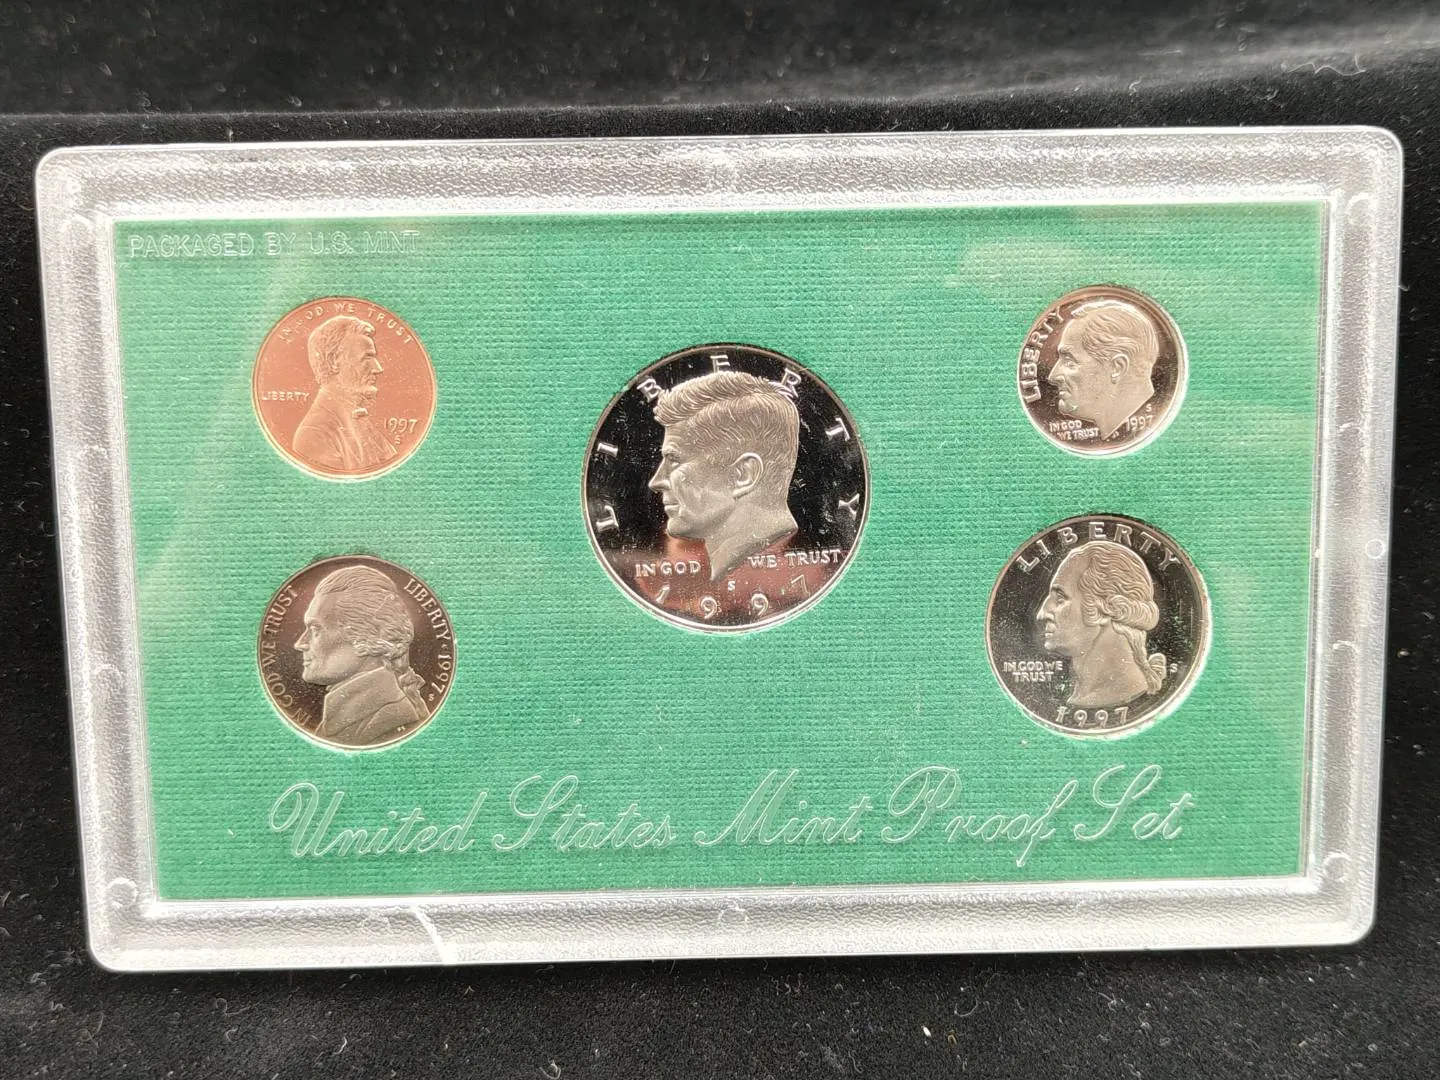 PACKAGED BY U.S. MINT
IN GOD WE TRUST
LIBERTY
1997
S
LIBERTY
IN GOD WE TRUST
S
1997
LIBERTY
IN GOD
WE TRUST
S
1997
IN GOD WE TRUST
LIBERTY
1997
S
LIBERTY
IN GOD WE
TRUST
S
1997
United States Mint Proof Set